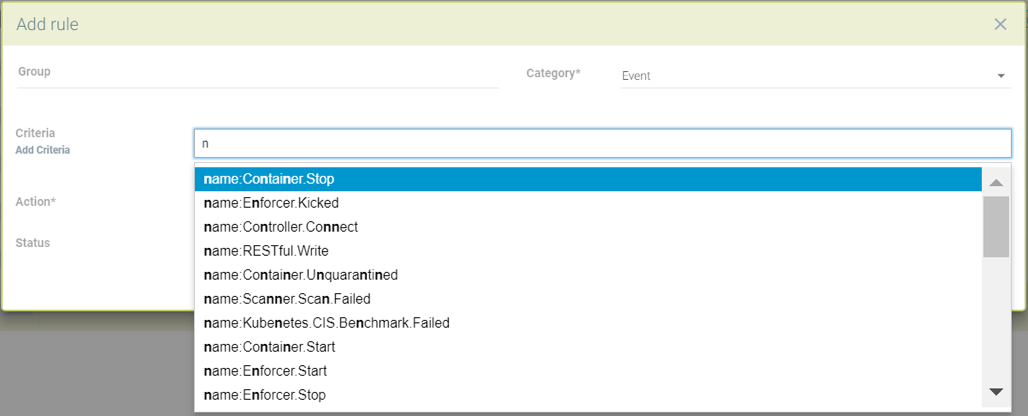 Add rule
Group
Category*
Event
Criteria
Add Criteria
n
name:Container.Stop
name:Enforcer.Kicked
name:Controller.Connect
name:RESTful.Write
name:Container.Unquarantined
name:Scanner.Scan.Failed
name:Kubenetes.CIS.Benchmark.Failed
name:Container.Start
name:Enforcer.Start
name:Enforcer.Stop
Action*
Status